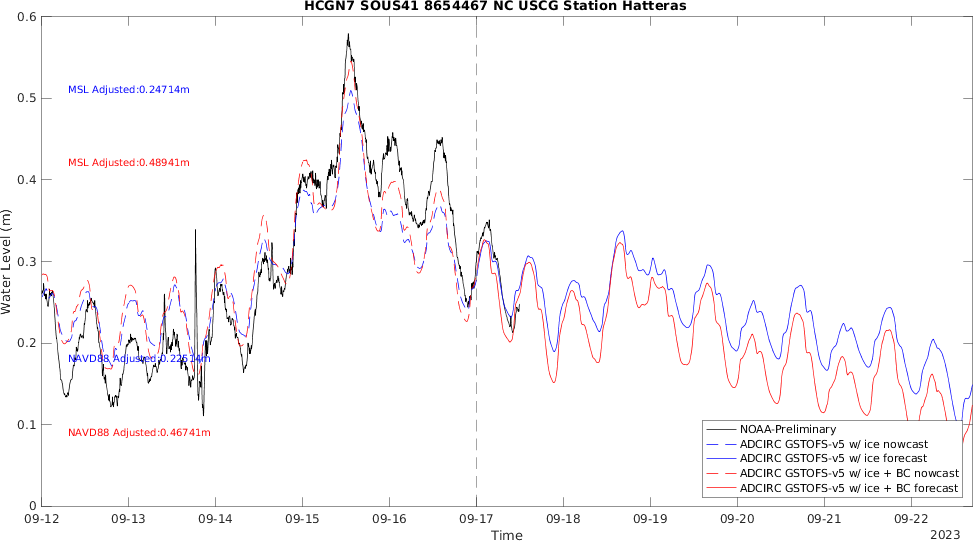 HCGN7 SOUS41 8654467 NC USCG Station Hatteras
Water Level (m)
0.6
0.5
0.4
0.3
0.2
0.1
0
MSL Adjusted:0.24714m
MSL Adjusted:0.48941m
NAVD88 Adjusted:0.22514m
NAVD88 Adjusted:0.46741m
NOAA-Preliminary
ADCIRC GSTOFS-v5 w/ ice nowcast
ADCIRC GSTOFS-v5 w/ ice forecast
ADCIRC GSTOFS-v5 w/ ice + BC nowcast
ADCIRC GSTOFS-v5 w/ ice + BC forecast
09-12 09-13 09-14 09-15 09-16 09-17 09-18 09-19 09-20 09-21 09-22
Time
2023